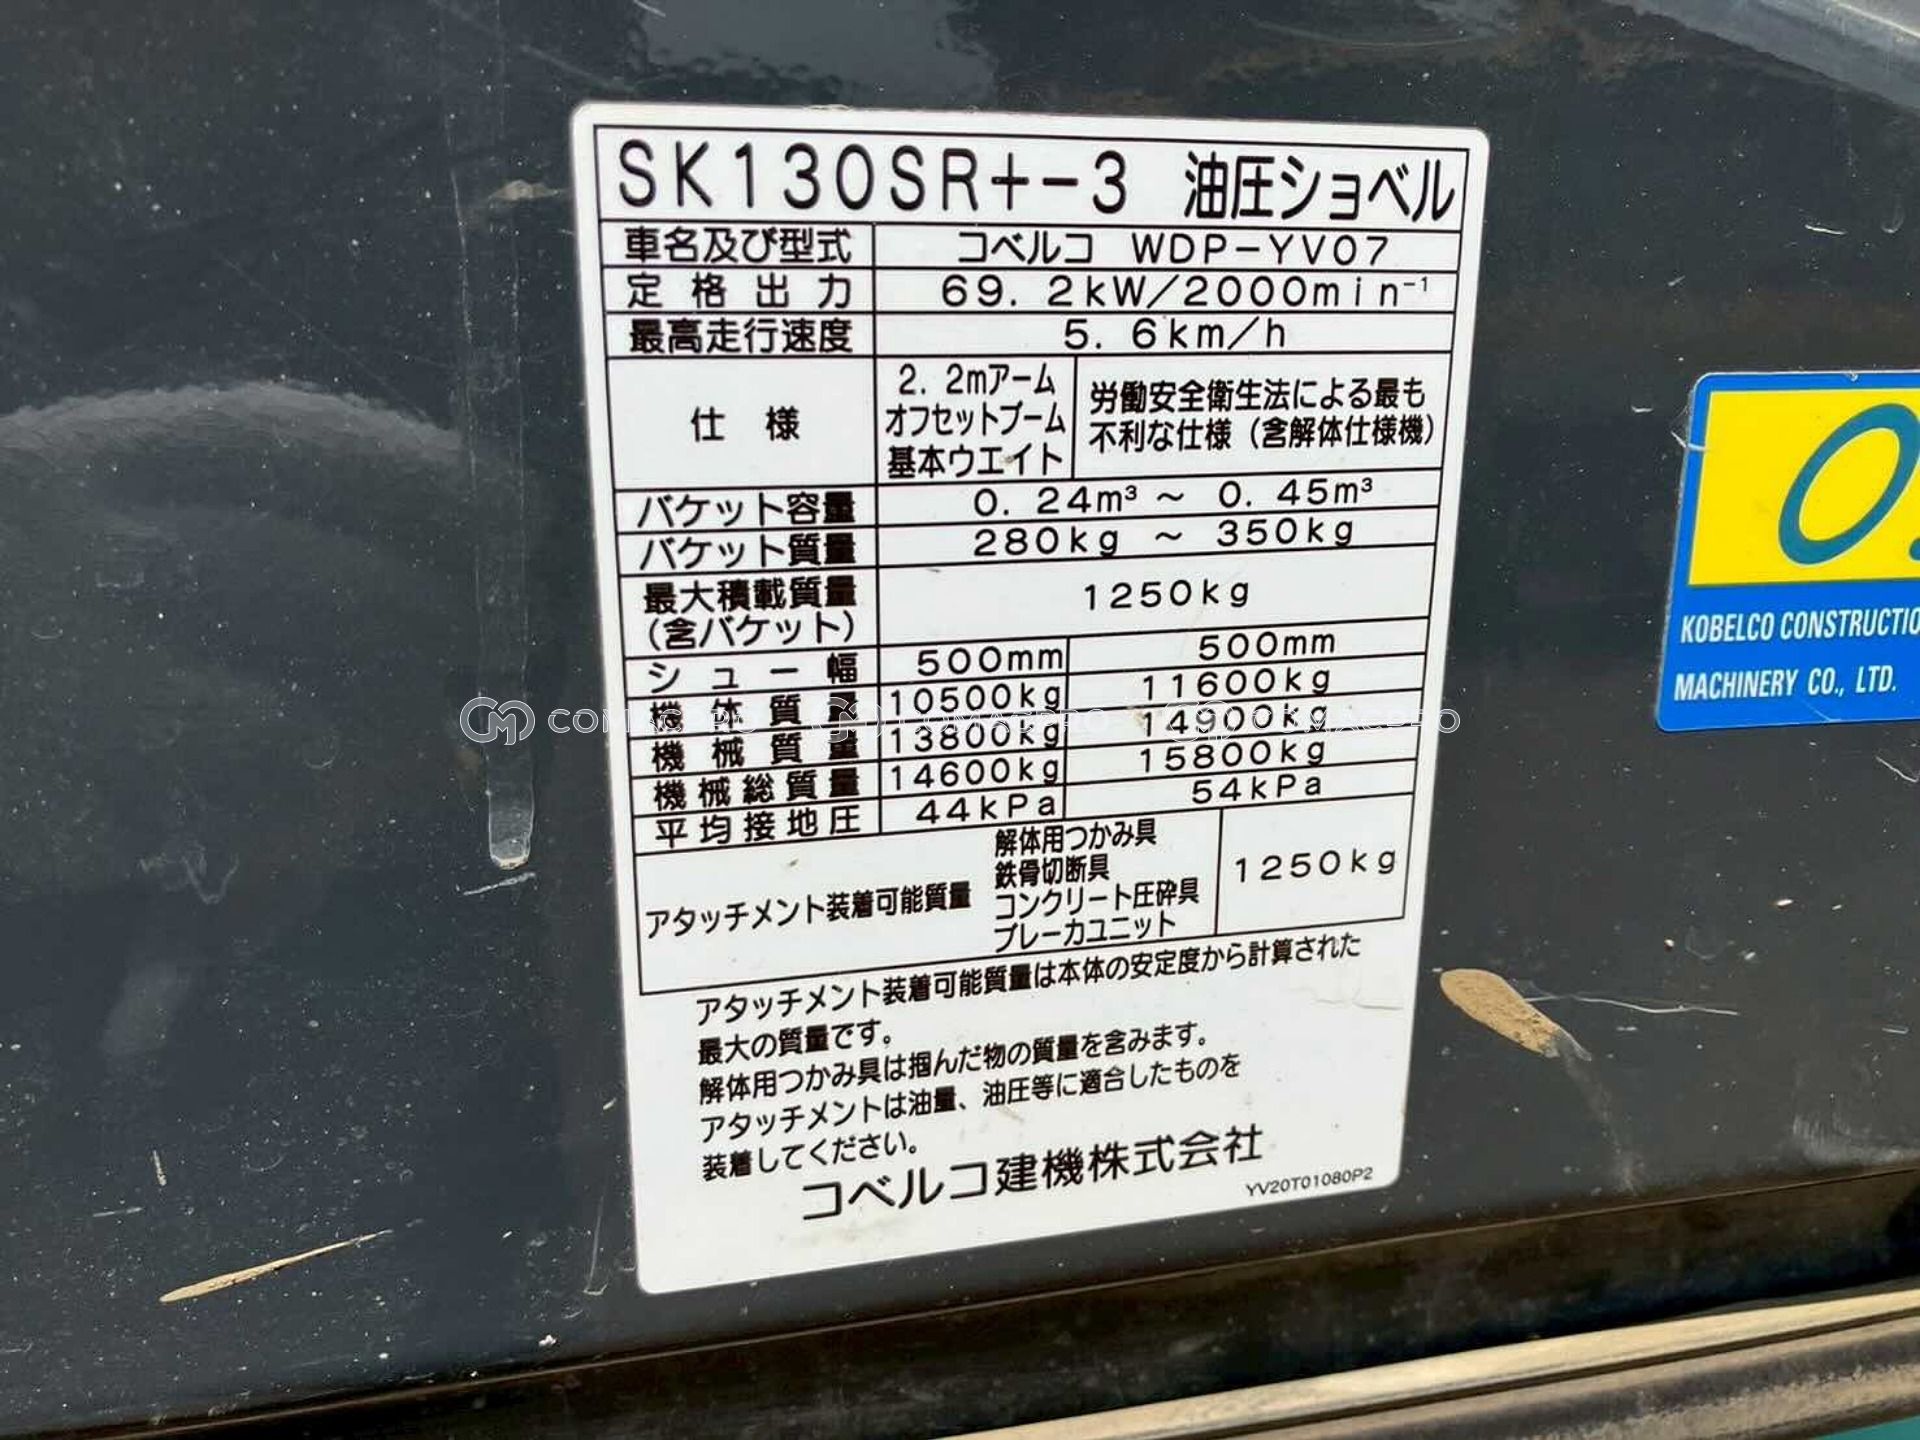 SK130SR+-3 油圧ショベル
車名及び型式 コベルコ WDP-YV07
定格出力 69.2kW/2000min⁻¹
最高走行速度 5.6km/h
仕様 2.2mアーム オフセットブーム 基本ウエイト 労働安全衛生法による最も不利な仕様(含解体仕様機)
バケット容量 0.24m³ ~ 0.45m³
バケット質量 280kg ~ 350kg
最大積載質量 1250kg
(含バケット)
シュー幅 500mm 500mm
機体質量 10500kg 11600kg
機械質量 13800kg 14900kg
機械総質量 14600kg 15800kg
平均接地圧 44kPa 54kPa
アタッチメント装着可能質量 解体用つかみ具 鉄骨切断具 コンクリート圧砕具 ブレーカユニット 1250kg
アタッチメント装着可能質量は本体の安定度から計算された
最大の質量です。
解体用つかみ具は掴んだ物の質量を含みます。
アタッチメントは油量、油圧等に適合したものを
装着してください。
コベルコ建機株式会社
YV20T01080P2
KOBELCO CONSTRUCTIO
MACHINERY CO., LTD.
COMACPRO COMACPRO COMACPRO